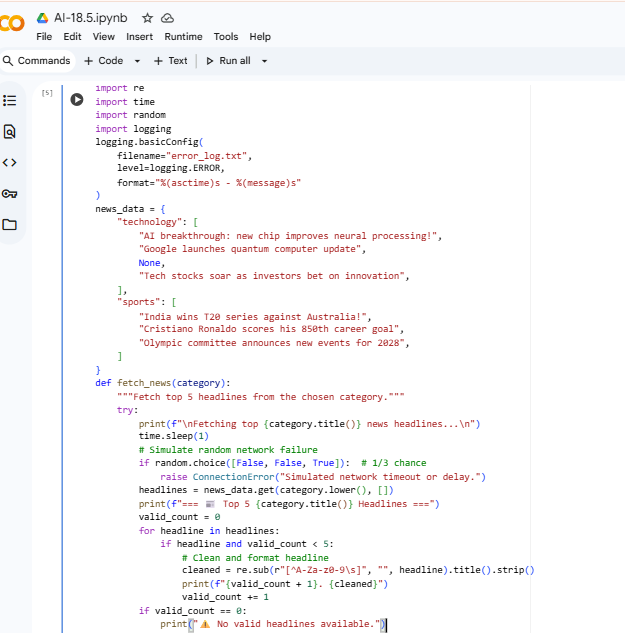 CO AI-18.5.ipynb
File Edit View Insert Runtime Tools Help
Commands + Code + Text Run all
[5]
import re
import time
import random
import logging
logging.basicConfig(
    filename="error_log.txt",
    level=logging.ERROR,
    format="%(asctime)s - %(message)s"
)
news_data = {
    "technology": [
        "AI breakthrough: new chip improves neural processing!",
        "Google launches quantum computer update",
        None,
        "Tech stocks soar as investors bet on innovation",
    ],
    "sports": [
        "India wins T20 series against Australia!",
        "Cristiano Ronaldo scores his 850th career goal",
        "Olympic committee announces new events for 2028",
    ]
}
def fetch_news(category):
    """Fetch top 5 headlines from the chosen category."""
    try:
        print(f"\nFetching top {category.title()} news headlines...\n")
        time.sleep(1)
        # Simulate random network failure
        if random.choice([False, False, True]):  # 1/3 chance
            raise ConnectionError("Simulated network timeout or delay.")
        headlines = news_data.get(category.lower(), [])
        print(f"=== 📰 Top 5 {category.title()} Headlines ===")
        valid_count = 0
        for headline in headlines:
            if headline and valid_count < 5:
                # Clean and format headline
                cleaned = re.sub(r"[^A-Za-z0-9\s]", "", headline).title().strip()
                print(f"{valid_count + 1}. {cleaned}")
                valid_count += 1
        if valid_count == 0:
            print("⚠️ No valid headlines available.")